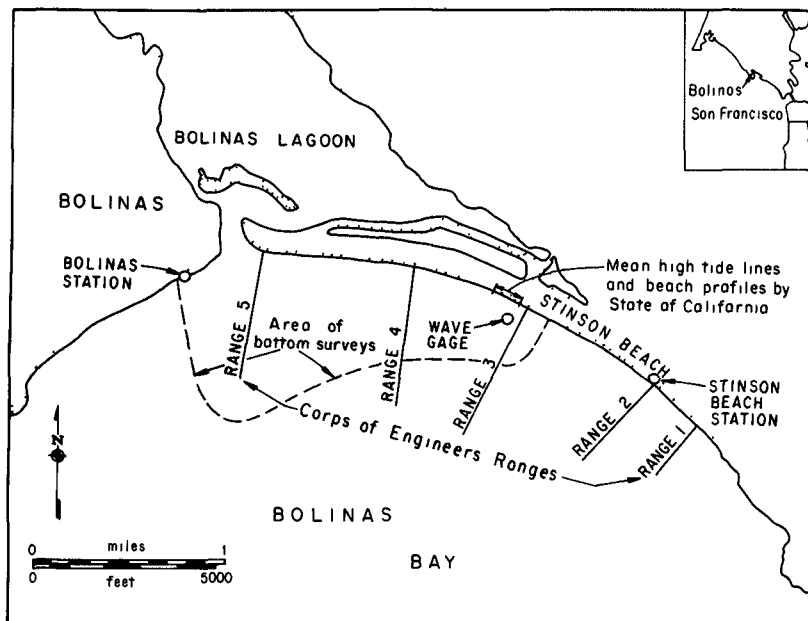 Bolinas
San Francisco
BOLINAS LAGOON
BOLINAS
BOLINAS
STATION
Mean high tide lines
and beach profiles by
State of California
STINSON BEACH
WAVE
GAGE
Area of
bottom surveys
RANGE 5
RANGE 4
RANGE 3
RANGE 2
RANGE 1
STINSON
BEACH
STATION
Corps of Engineers Ranges
N
BOLINAS
BAY
0 miles 1
0 feet 5000